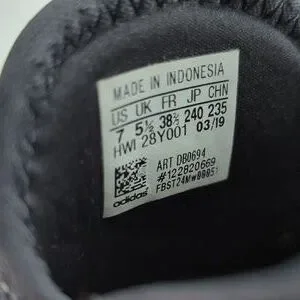 MADE IN INDONESIA
US UK FR JP CHN
7 5½ 38⅔ 240 235
HWI 28Y001 03/19
ART DB0694
#122820669
adidas